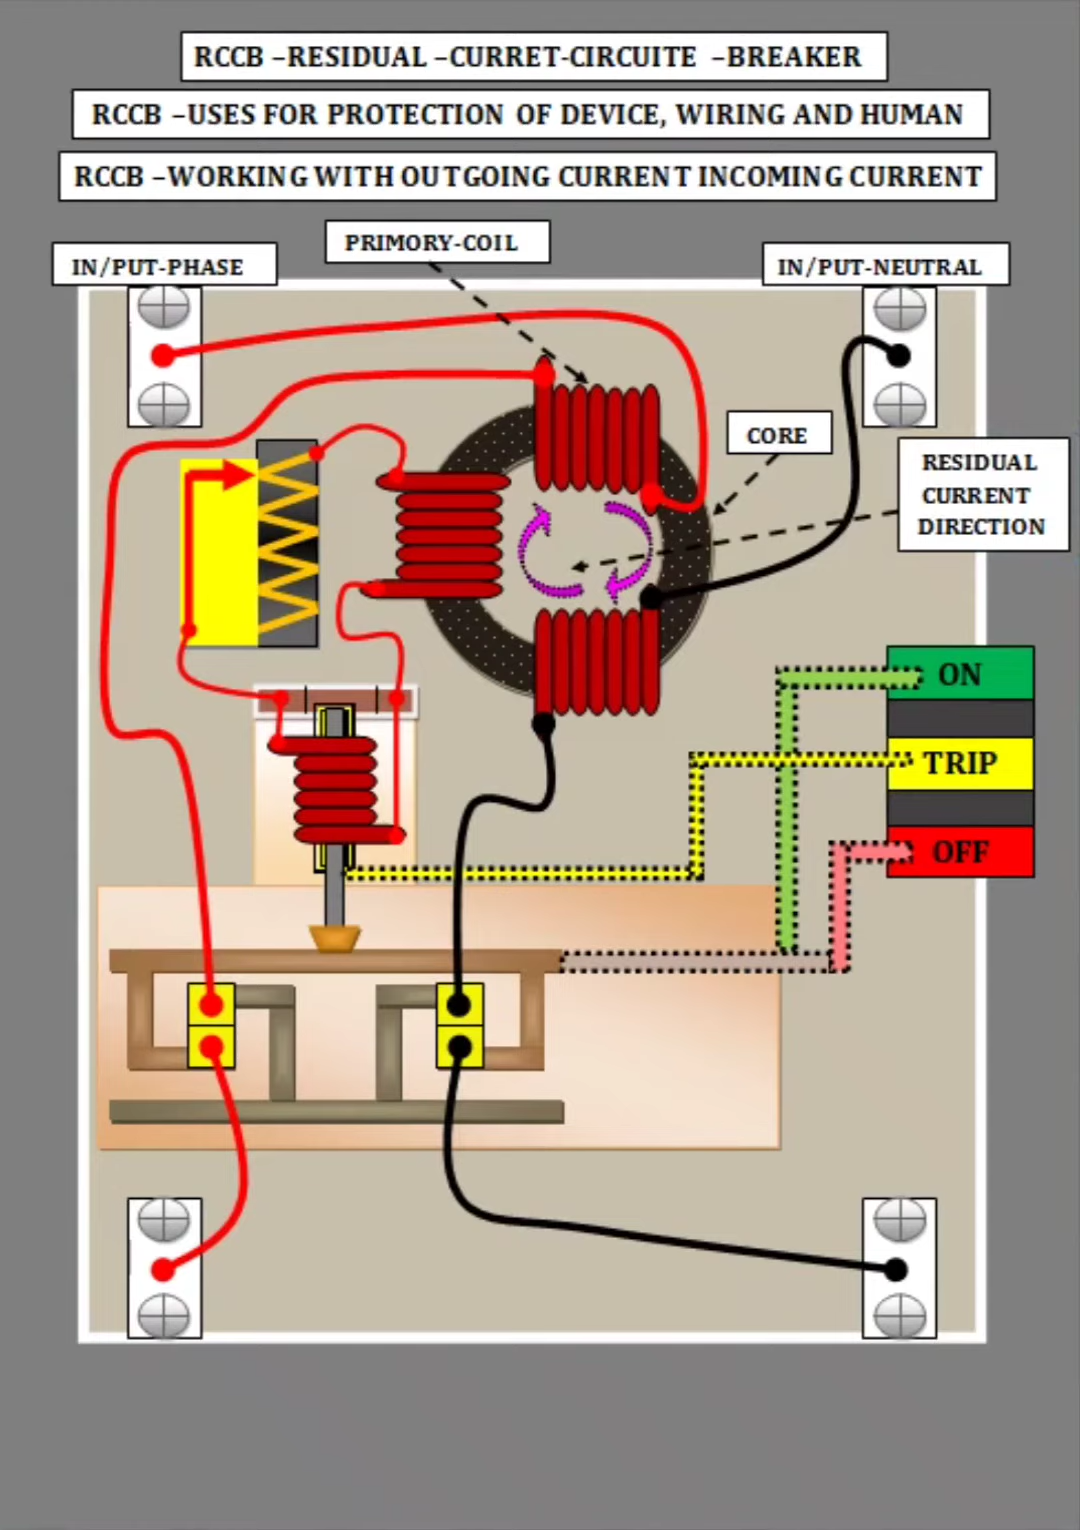 RCCB –RESIDUAL –CURRET-CIRCUITE –BREAKER
RCCB –USES FOR PROTECTION OF DEVICE, WIRING AND HUMAN
RCCB –WORKING WITH OUTGOING CURRENT INCOMING CURRENT
PRIMORY-COIL
IN/PUT-PHASE
IN/PUT-NEUTRAL
CORE
RESIDUAL
CURRENT
DIRECTION
ON
TRIP
OFF